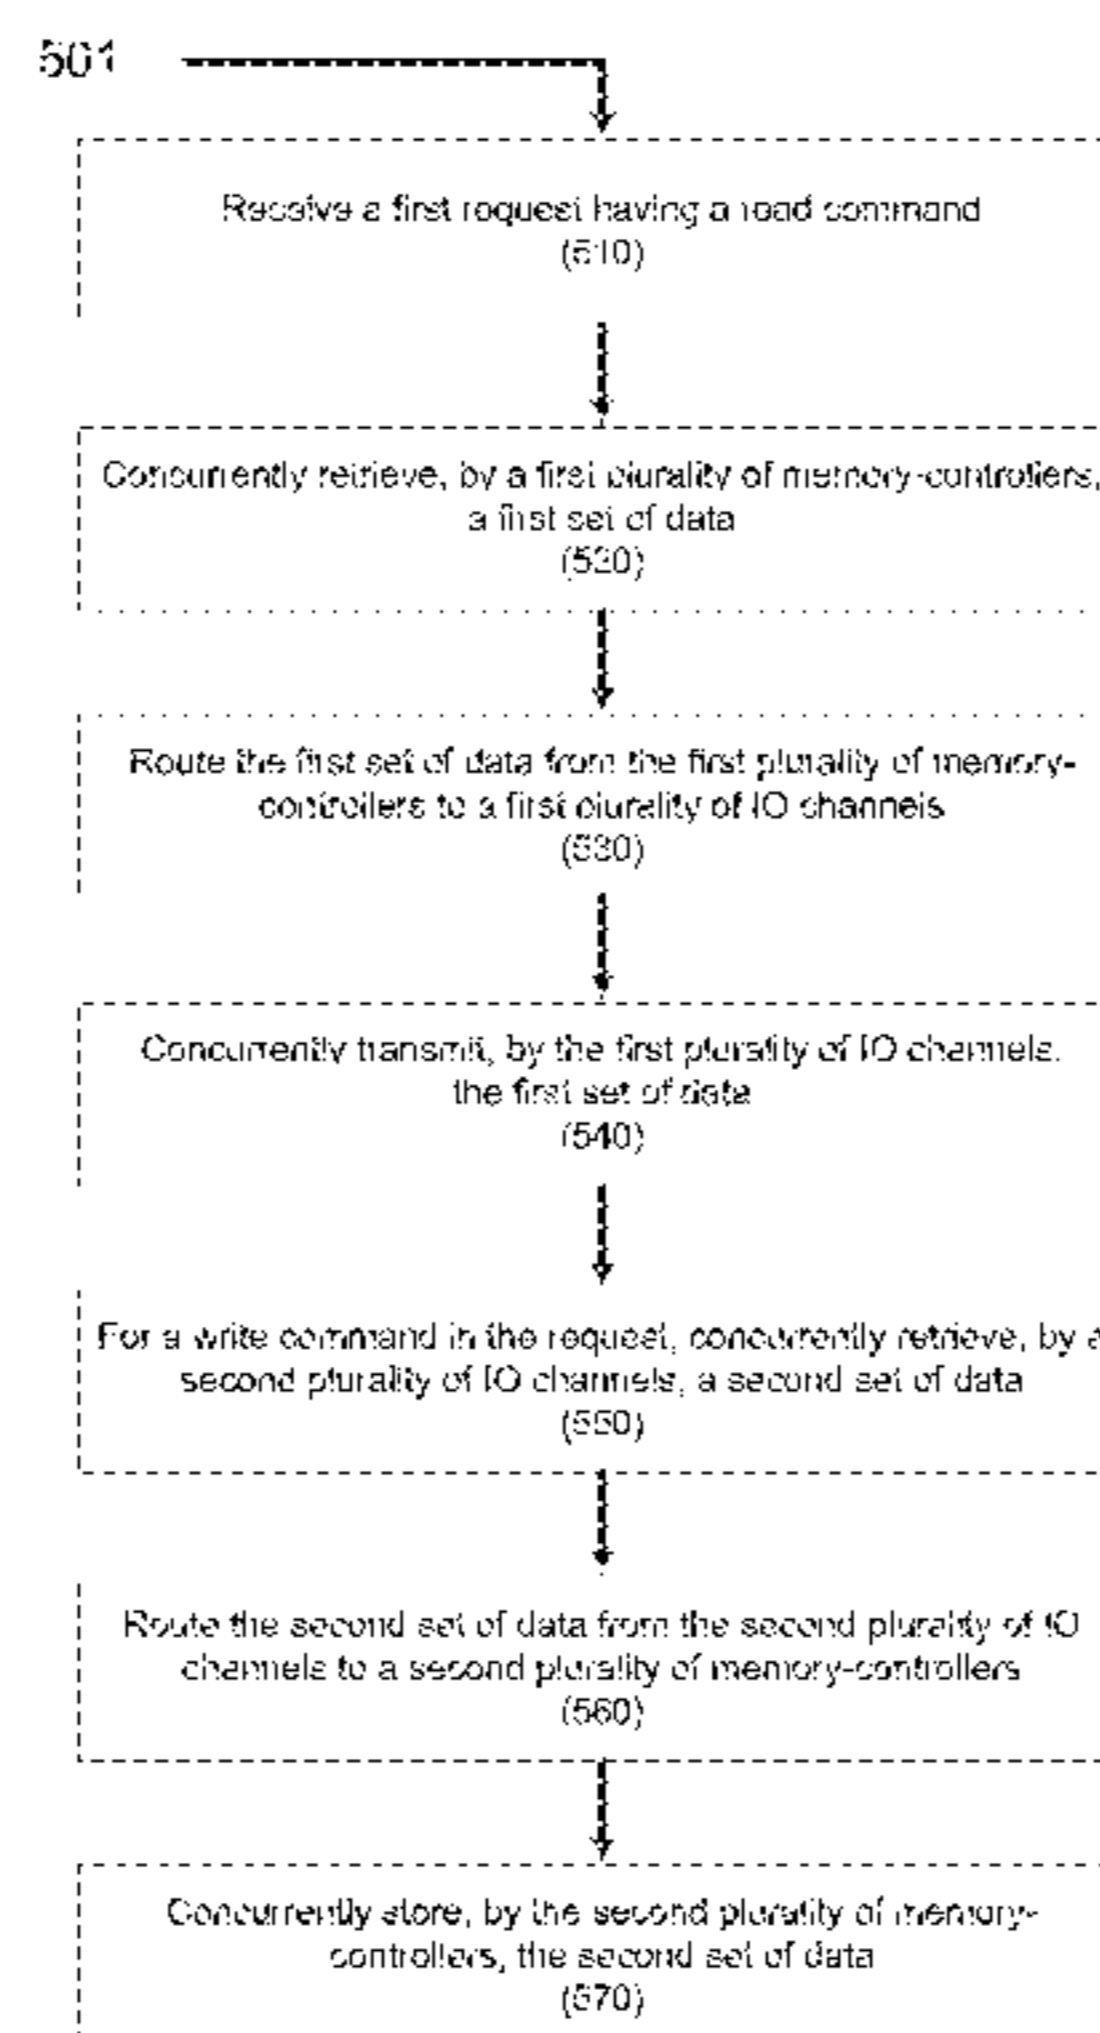 501
Receive a first request having a read command
(510)
Concurrently retrieve, by a first plurality of memory-controllers,
a first set of data
(520)
Route the first set of data from the first plurality of memory-
controllers to a first plurality of IO channels
(530)
Concurrently transmit, by the first plurality of IO channels,
the first set of data
(540)
For a write command in the request, concurrently retrieve, by a
second plurality of IO channels, a second set of data
(550)
Route the second set of data from the second plurality of IO
channels to a second plurality of memory-controllers
(560)
Concurrently store, by the second plurality of memory-
controllers, the second set of data
(570)